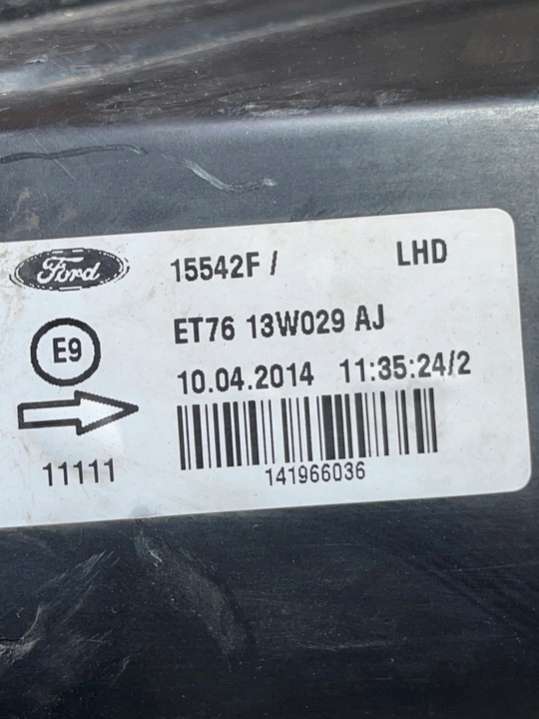 Ford 15542F / LHD
ET76 13W029 AJ
E9
10.04.2014 11:35:24/2
11111
141966036